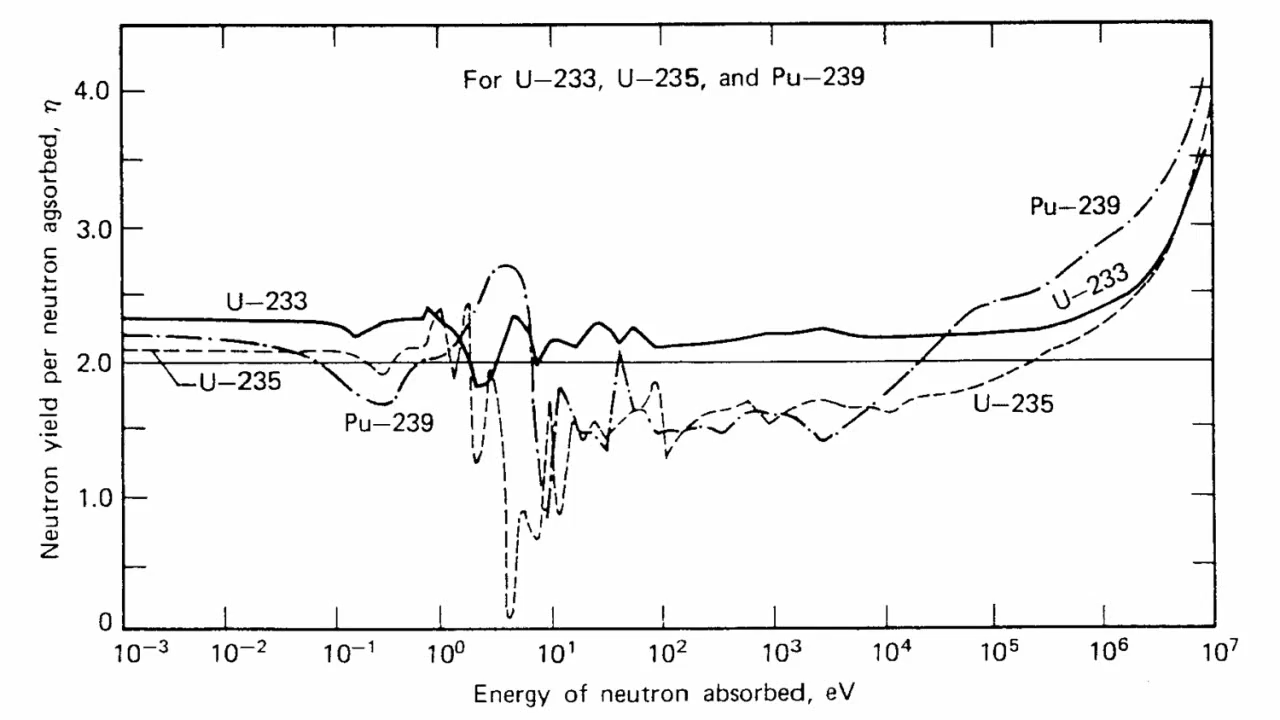 For U–233, U–235, and Pu–239
Neutron yield per neutron agsorbed, η
4.0
3.0
2.0
1.0
0
Pu–239
U–233
U–233
U–235
Pu–239
U–235
10⁻³ 10⁻² 10⁻¹ 10⁰ 10¹ 10² 10³ 10⁴ 10⁵ 10⁶ 10⁷
Energy of neutron absorbed, eV